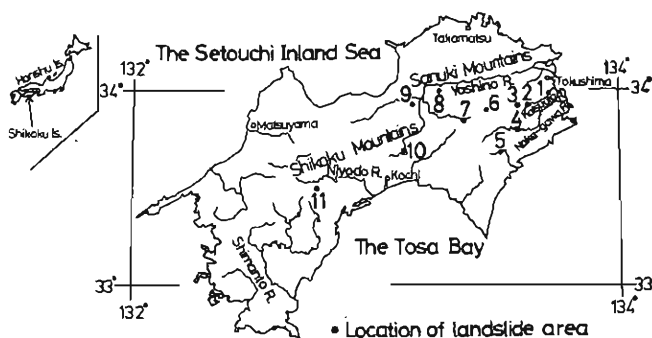 Honshu Is.
Shikoku Is.
132°
34°
The Setouchi Inland Sea
Takamatsu
Sanuki Mountains
Yoshino R.
Tokushima
134°
34°
Matsuyama
Shikoku Mountains
Niyodo R.
Kochi
1
2
3
4
5
6
7
8
9
10
11
Shimanto R.
The Tosa Bay
33°
132°
33
134°
• Location of landslide area